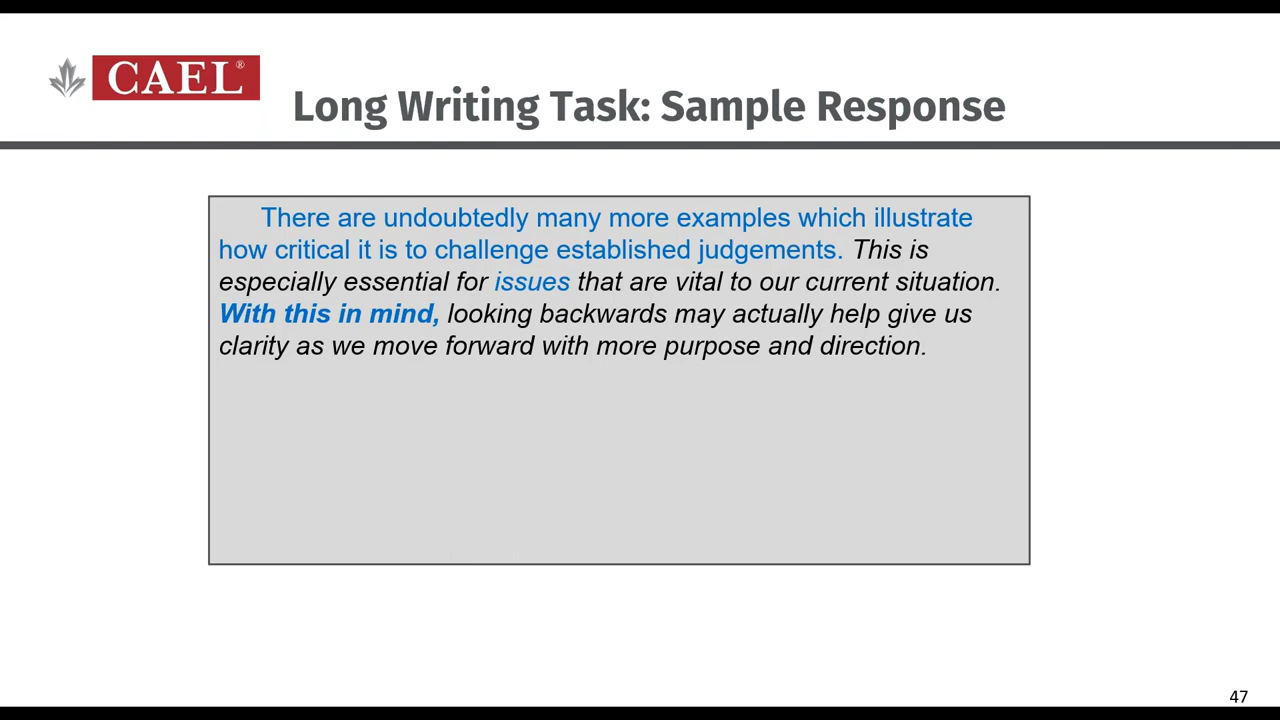 CAEL®
Long Writing Task: Sample Response
There are undoubtedly many more examples which illustrate
how critical it is to challenge established judgements. This is
especially essential for issues that are vital to our current situation.
With this in mind, looking backwards may actually help give us
clarity as we move forward with more purpose and direction.
47